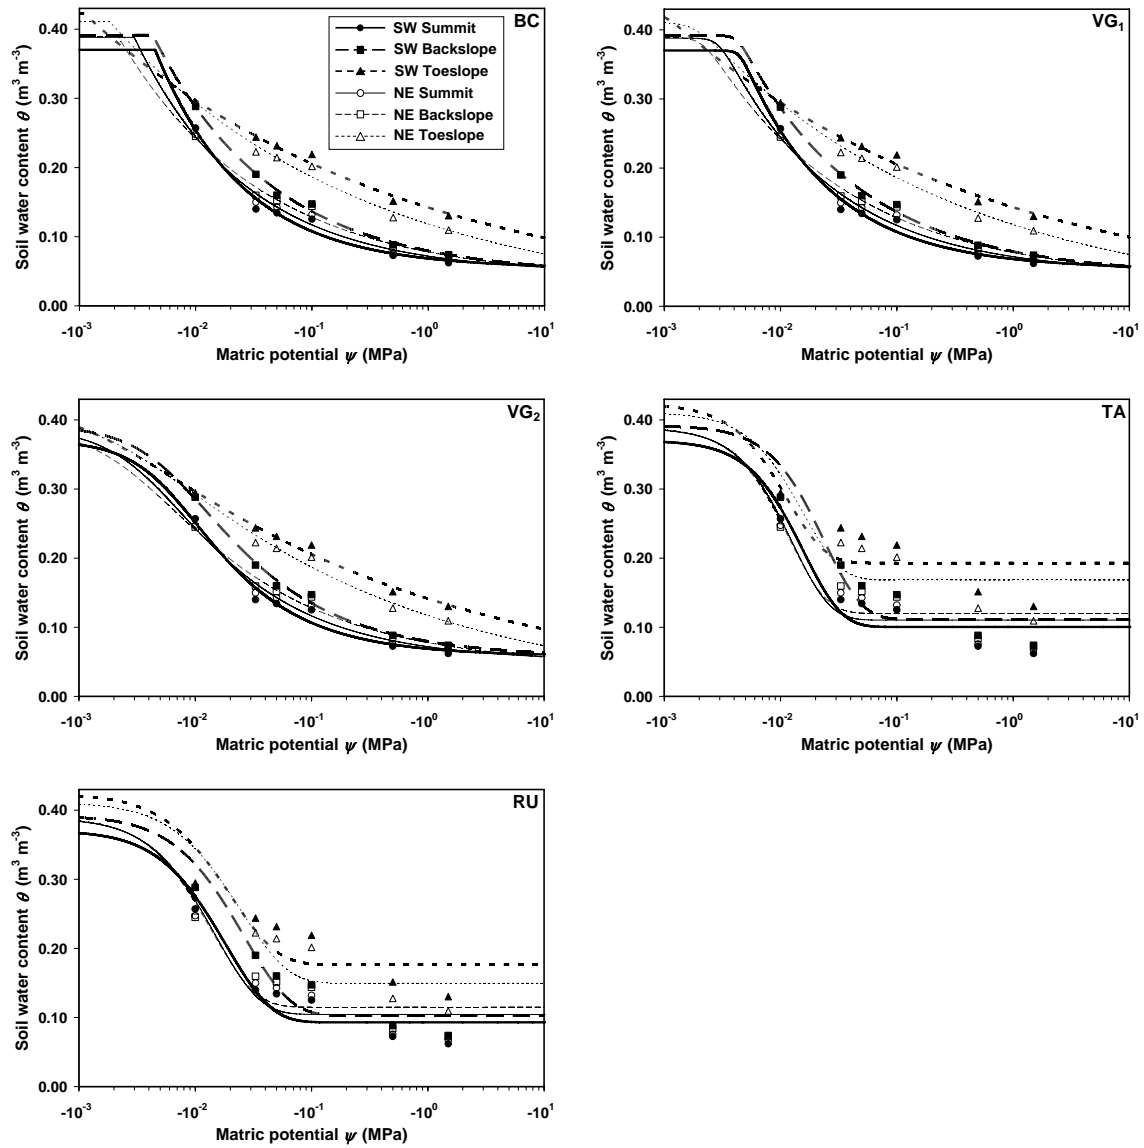 BC
0.40
0.30
0.20
0.10
0.00
Soil water content θ (m³ m⁻³)
SW Summit
SW Backslope
SW Toeslope
NE Summit
NE Backslope
NE Toeslope
-10⁻³ -10⁻² -10⁻¹ -10⁰ -10¹
Matric potential ψ (MPa)
VG₁
0.40
0.30
0.20
0.10
0.00
Soil water content θ (m³ m⁻³)
-10⁻³ -10⁻² -10⁻¹ -10⁰ -10¹
Matric potential ψ (MPa)
VG₂
0.40
0.30
0.20
0.10
0.00
Soil water content θ (m³ m⁻³)
-10⁻³ -10⁻² -10⁻¹ -10⁰ -10¹
Matric potential ψ (MPa)
TA
0.40
0.30
0.20
0.10
0.00
Soil water content θ (m³ m⁻³)
-10⁻³ -10⁻² -10⁻¹ -10⁰ -10¹
Matric potential ψ (MPa)
RU
0.40
0.30
0.20
0.10
0.00
Soil water content θ (m³ m⁻³)
-10⁻³ -10⁻² -10⁻¹ -10⁰ -10¹
Matric potential ψ (MPa)